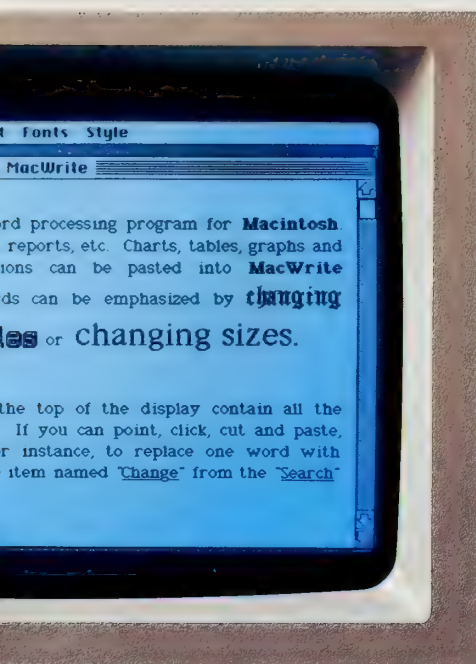 Fonts Style
MacWrite
rd processing program for Macintosh.
reports, etc. Charts, tables, graphs and
ions can be pasted into MacWrite
ds can be emphasized by changing
les or changing sizes.
the top of the display contain all the
If you can point, click, cut and paste,
r instance, to replace one word with
item named "Change" from the "Search"